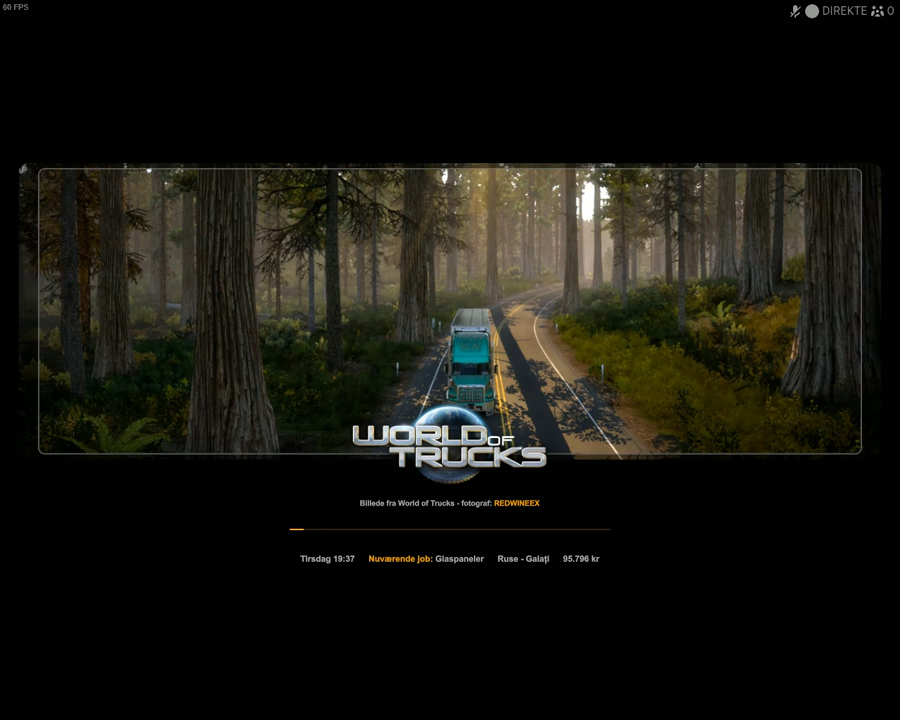 60 FPS
DIREKTE 0
WORLD OF
TRUCKS
Billede fra World of Trucks - fotograf: REDWINEEX
Tirsdag 19:37 Nuværende job: Glaspaneler Ruse - Galați 95.796 kr